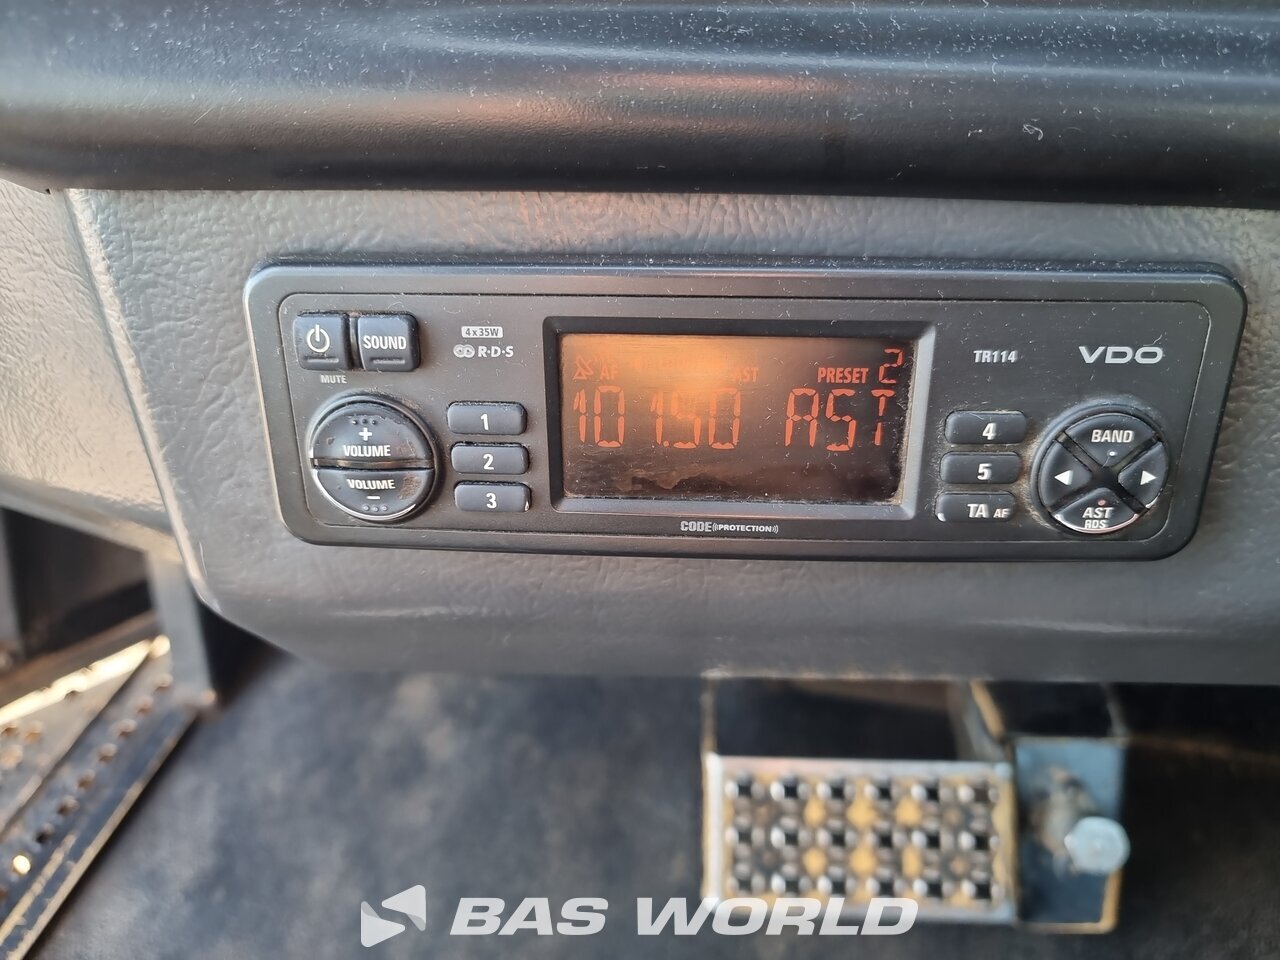 SOUND
MUTE
4x35W
R·D·S
+
VOLUME
VOLUME
−
1
2
3
AF
AST
PRESET 2
101.50 AST
CODE((PROTECTION))
TR114
VDO
4
5
TA AF
BAND
AST
RDS
BAS WORLD